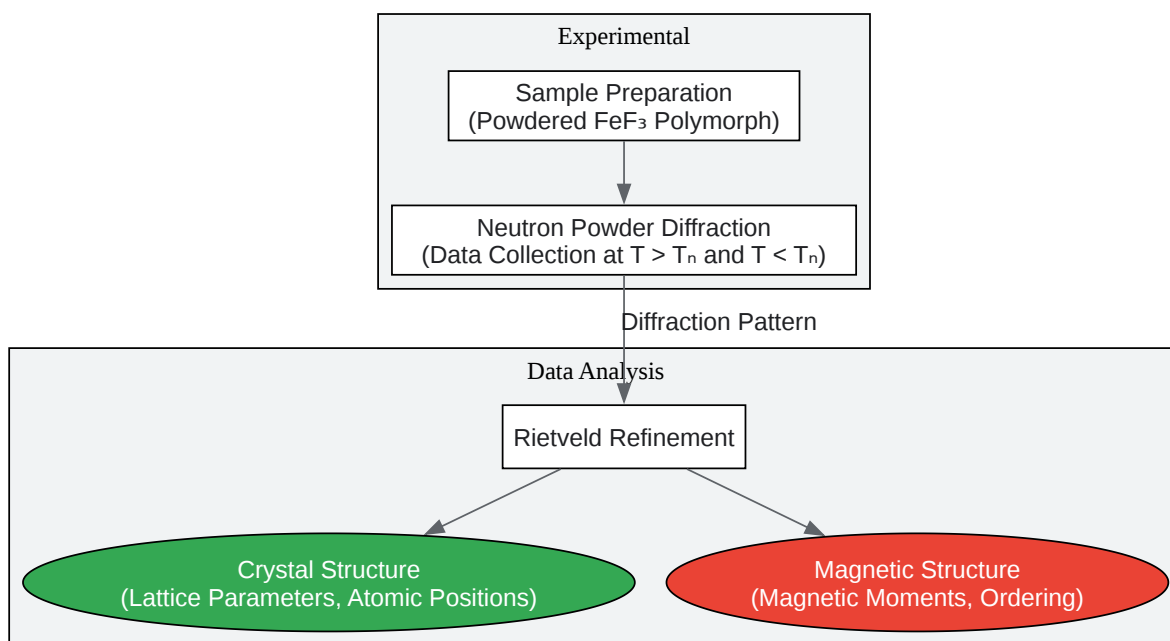 Experimental
Sample Preparation
(Powdered FeF₃ Polymorph)
Neutron Powder Diffraction
(Data Collection at T > Tₙ and T < Tₙ)
Diffraction Pattern
Data Analysis
Rietveld Refinement
Crystal Structure
(Lattice Parameters, Atomic Positions)
Magnetic Structure
(Magnetic Moments, Ordering)